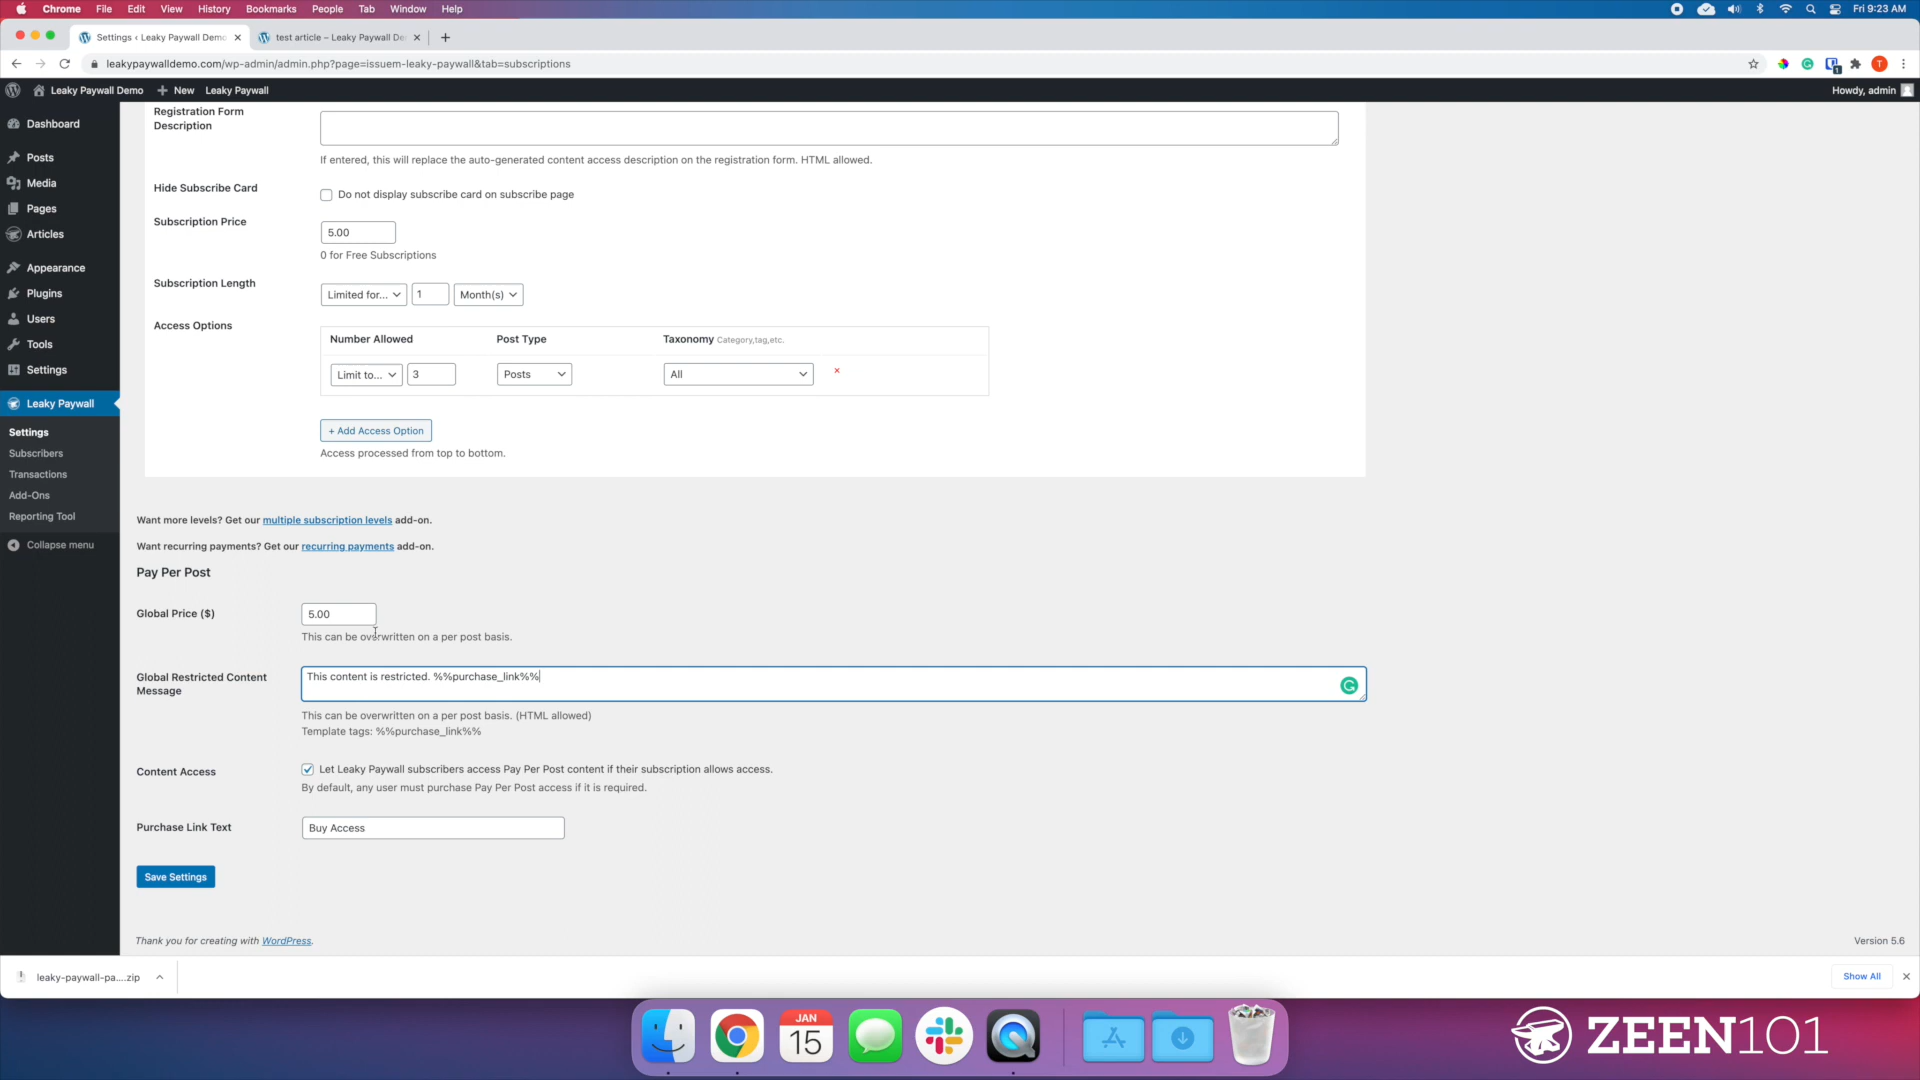 Chrome File Edit View History Bookmarks People Tab Window Help
Fri 9:23 AM
Settings ‹ Leaky Paywall Demo
test article – Leaky Paywall De
leakypaywalldemo.com/wp-admin/admin.php?page=issuem-leaky-paywall&tab=subscriptions
T
1
Leaky Paywall Demo
New
Leaky Paywall
Howdy, admin
Dashboard
Posts
Media
Pages
Articles
Appearance
Plugins
Users
Tools
Settings
Leaky Paywall
Settings
Subscribers
Transactions
Add-Ons
Reporting Tool
Collapse menu
Registration Form
Description
If entered, this will replace the auto-generated content access description on the registration form. HTML allowed.
Hide Subscribe Card
Do not display subscribe card on subscribe page
Subscription Price
5.00
0 for Free Subscriptions
Subscription Length
Limited for...
1
Month(s)
Access Options
Number Allowed
Post Type
Taxonomy Category,tag,etc.
Limit to...
3
Posts
All
×
+ Add Access Option
Access processed from top to bottom.
Want more levels? Get our multiple subscription levels add-on.
Want recurring payments? Get our recurring payments add-on.
Pay Per Post
Global Price ($)
5.00
This can be overwritten on a per post basis.
Global Restricted Content
Message
This content is restricted. %%purchase_link%%
This can be overwritten on a per post basis. (HTML allowed)
Template tags: %%purchase_link%%
Content Access
Let Leaky Paywall subscribers access Pay Per Post content if their subscription allows access.
By default, any user must purchase Pay Per Post access if it is required.
Purchase Link Text
Buy Access
Save Settings
Thank you for creating with WordPress.
Version 5.6
leaky-paywall-pa....zip
Show All
JAN
15
ZEEN101